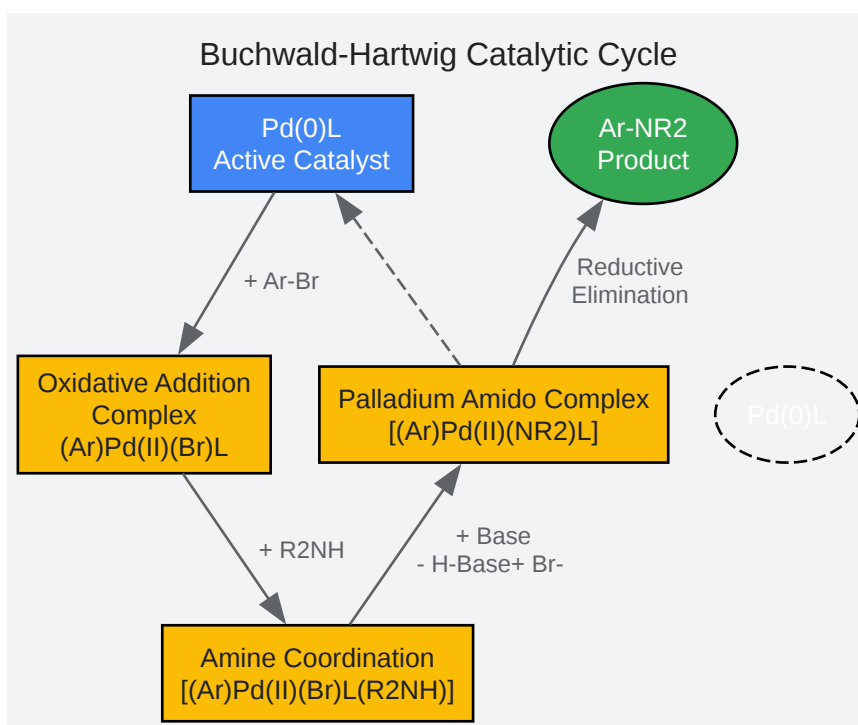 Buchwald-Hartwig Catalytic Cycle
Pd(0)L
Active Catalyst
Ar-NR2
Product
+ Ar-Br
Reductive
Elimination
Oxidative Addition
Complex
(Ar)Pd(II)(Br)L
Palladium Amido Complex
[(Ar)Pd(II)(NR2)L]
Pd(0)L
+ R2NH
+ Base
- H-Base+ Br-
Amine Coordination
[(Ar)Pd(II)(Br)L(R2NH)]